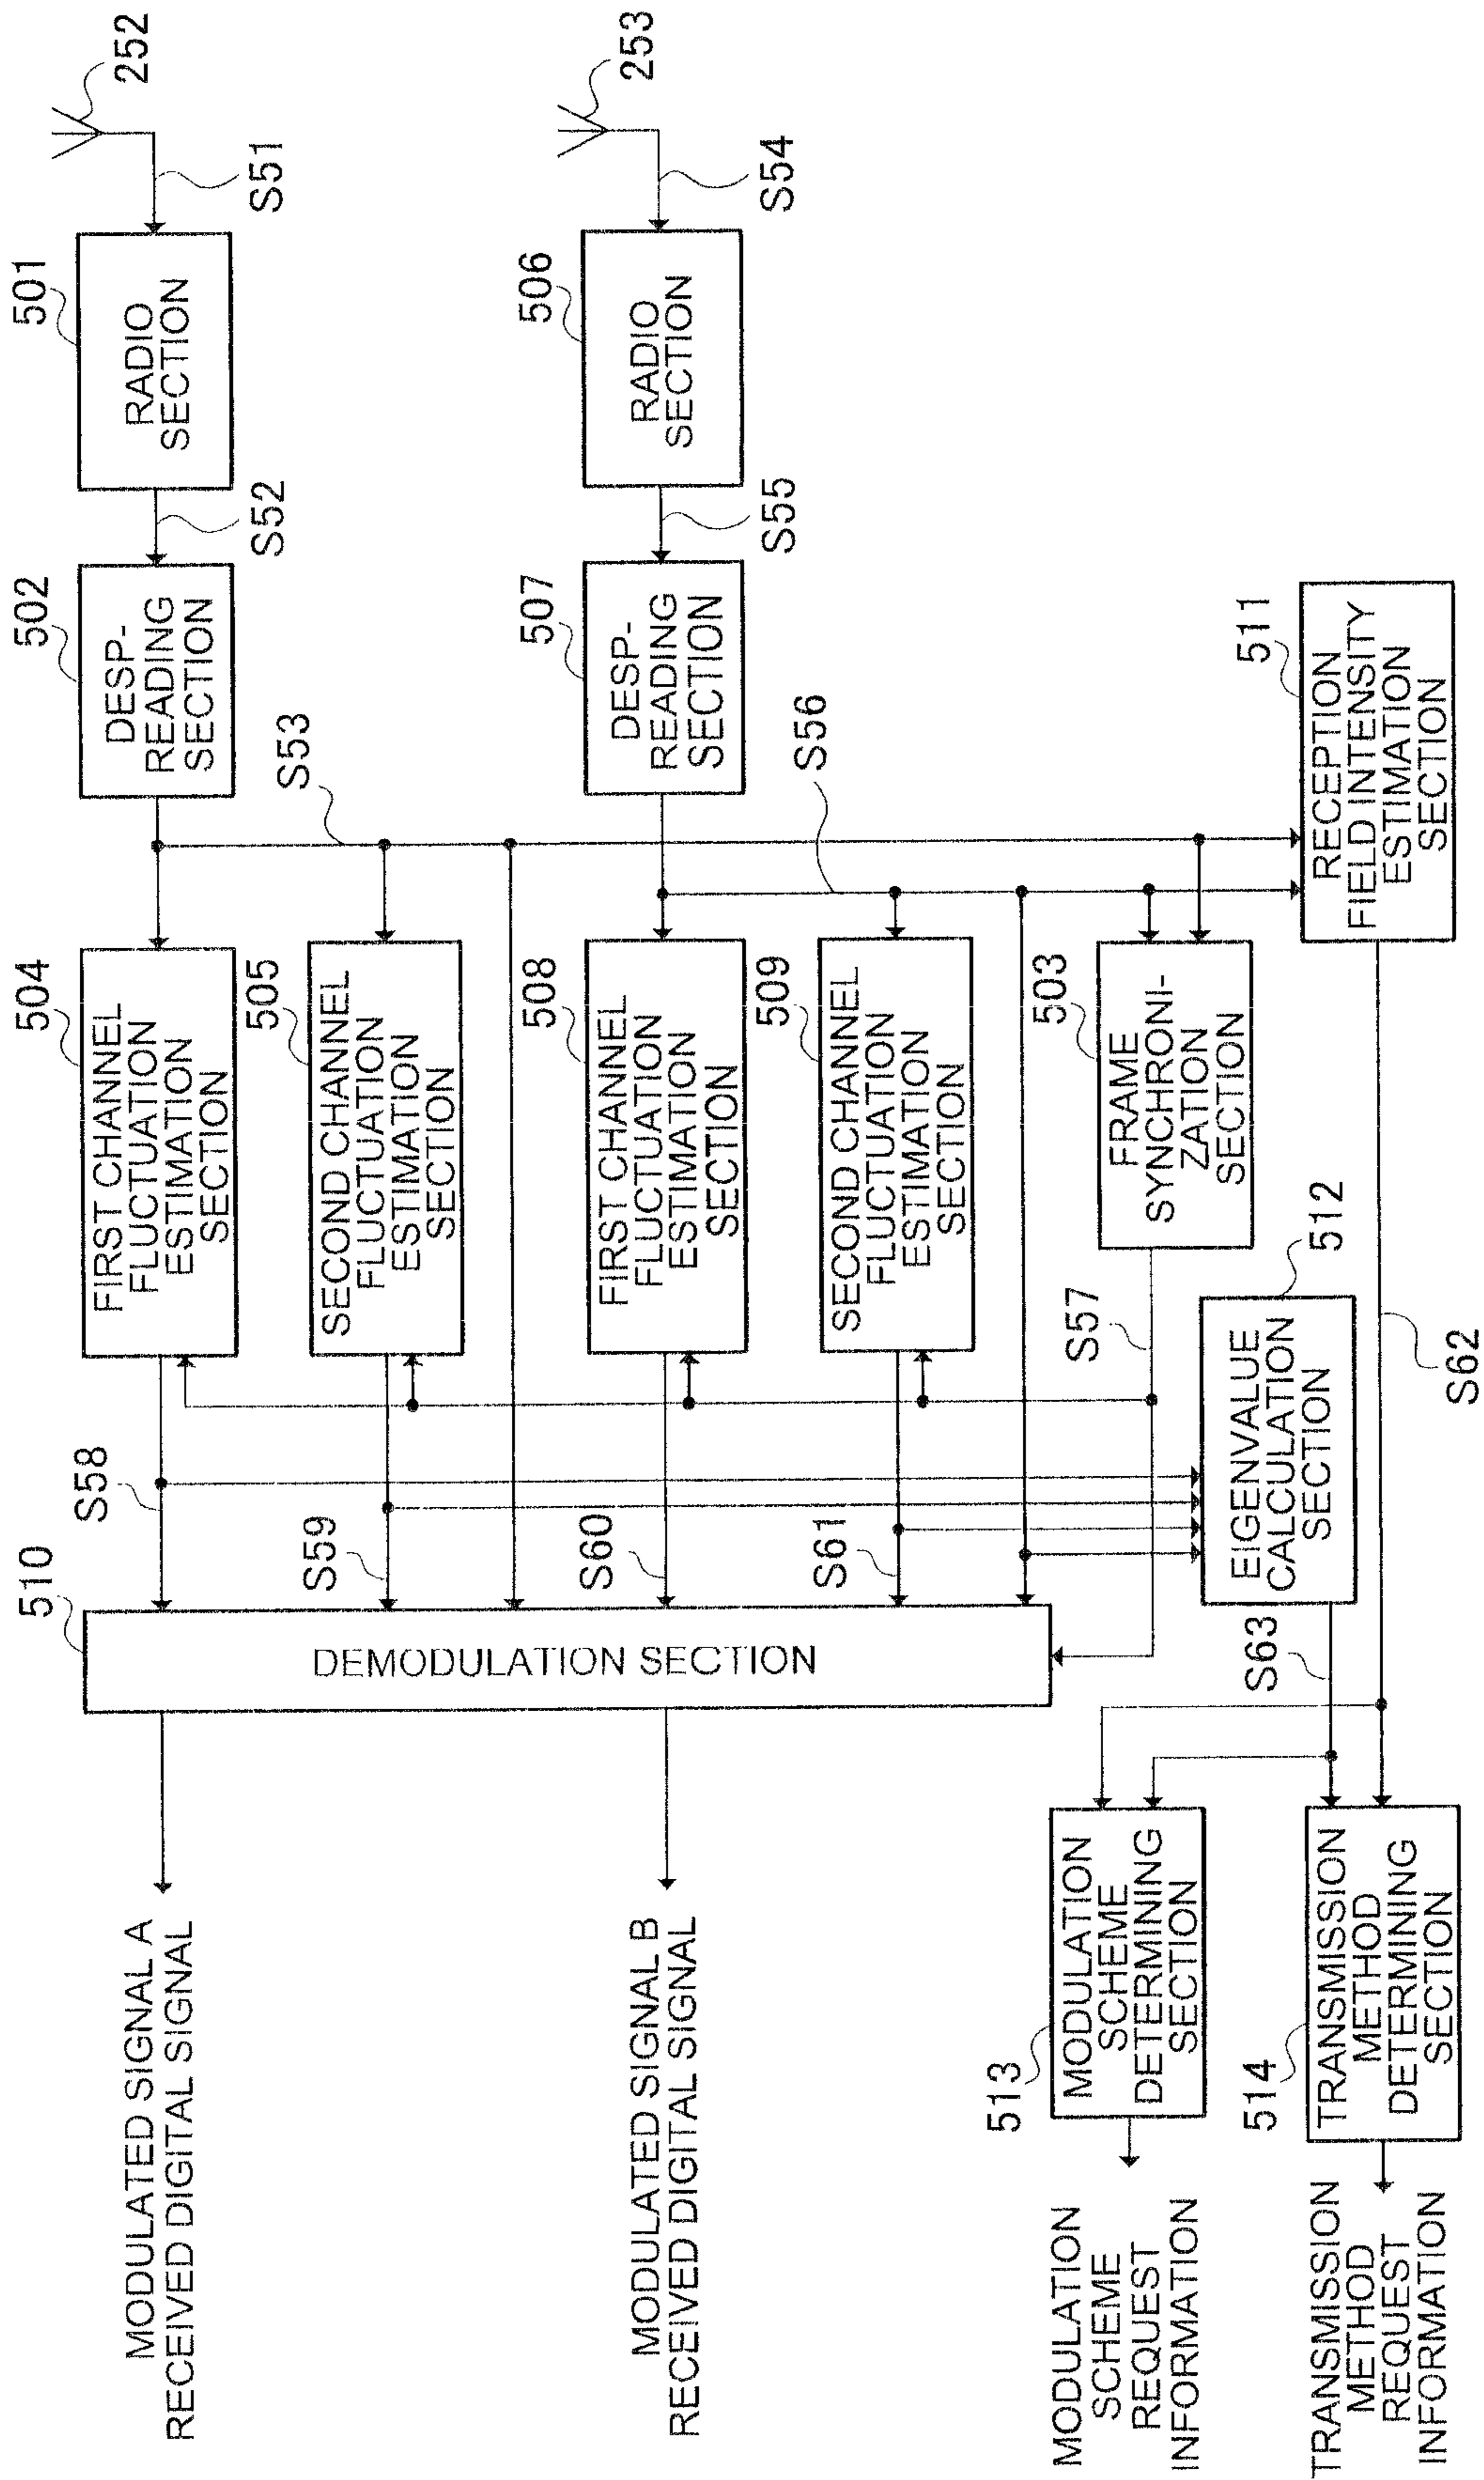 252
S51
501
RADIO
SECTION
S52
502
DESP-
READING
SECTION
S53
504
FIRST CHANNEL
FLUCTUATION
ESTIMATION
SECTION
505
SECOND CHANNEL
FLUCTUATION
ESTIMATION
SECTION
S58
S59
510
DEMODULATION SECTION
MODULATED SIGNAL A
RECEIVED DIGITAL SIGNAL
253
S54
506
RADIO
SECTION
S55
507
DESP-
READING
SECTION
S56
508
FIRST CHANNEL
FLUCTUATION
ESTIMATION
SECTION
509
SECOND CHANNEL
FLUCTUATION
ESTIMATION
SECTION
S60
S61
MODULATED SIGNAL B
RECEIVED DIGITAL SIGNAL
503
FRAME
SYNCHRONI-
ZATION
SECTION
S57
511
RECEPTION
FIELD INTENSITY
ESTIMATION
SECTION
512
EIGENVALUE
CALCULATION
SECTION
S62
S63
513
MODULATION
SCHEME
DETERMINING
SECTION
MODULATION
SCHEME
REQUEST
INFORMATION
514
TRANSMISSION
METHOD
DETERMINING
SECTION
TRANSMISSION
METHOD
REQUEST
INFORMATION